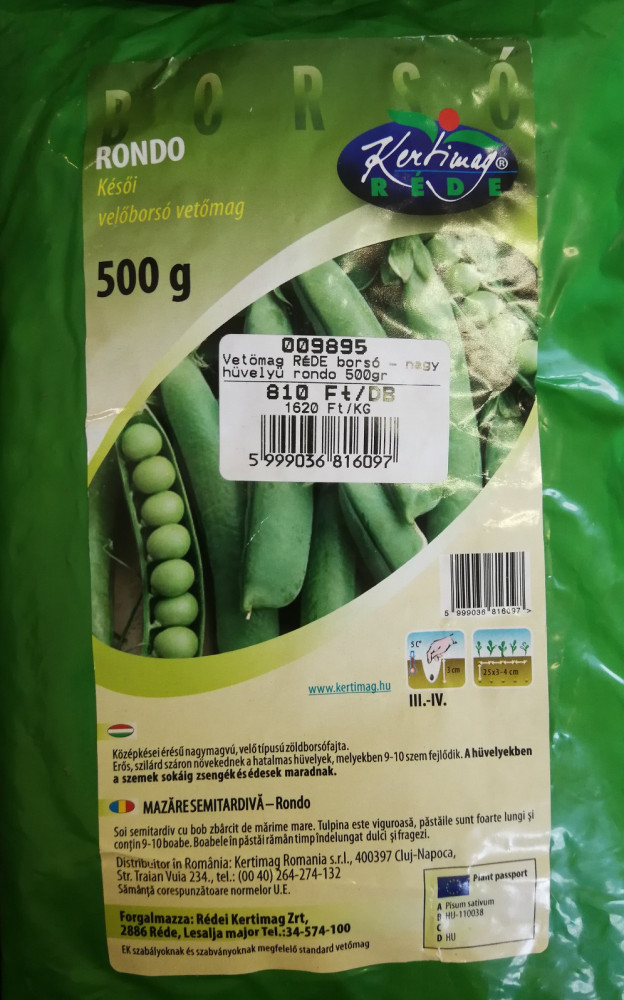 BORSÓ
RONDO
Késői
velőborsó vetőmag
Kertimag®
RÉDE
500 g
009895
Vetömag RÉDE borsó - nagy
hüvelyű rondo 500gr
810 Ft/DB
1620 Ft/KG
5 999036 816097
5 999036 816097 >
5 C°
3 cm
25x3-4 cm
www.kertimag.hu
III.-IV.
Középkései érésű nagymagvú, velő típusú zöldborsófajta.
Erős, szilárd száron növekednek a hatalmas hüvelyek, melyekben 9-10 szem fejlődik. A hüvelyekben
a szemek sokáig zsengék és édesek maradnak.
MAZĂRE SEMITARDIVĂ – Rondo
Soi semitardiv cu bob zbârcit de mărime mare. Tulpina este viguroasă, păstăile sunt foarte lungi și
conțin 9-10 boabe. Boabele în păstăi rămân timp îndelungat dulci și fragezi.
Distribuitor în România: Kertimag Romania s.r.l., 400397 Cluj-Napoca,
Str. Traian Vuia 234., tel.: (00 40) 264-274-132
Sămânță corespunzătoare normelor U.E.
Plant passport
A Pisum sativum
B HU-110038
C
D HU
Forgalmazza: Rédei Kertimag Zrt,
2886 Réde, Lesalja major Tel.:34-574-100
EK szabályoknak és szabványoknak megfelelő standard vetőmag